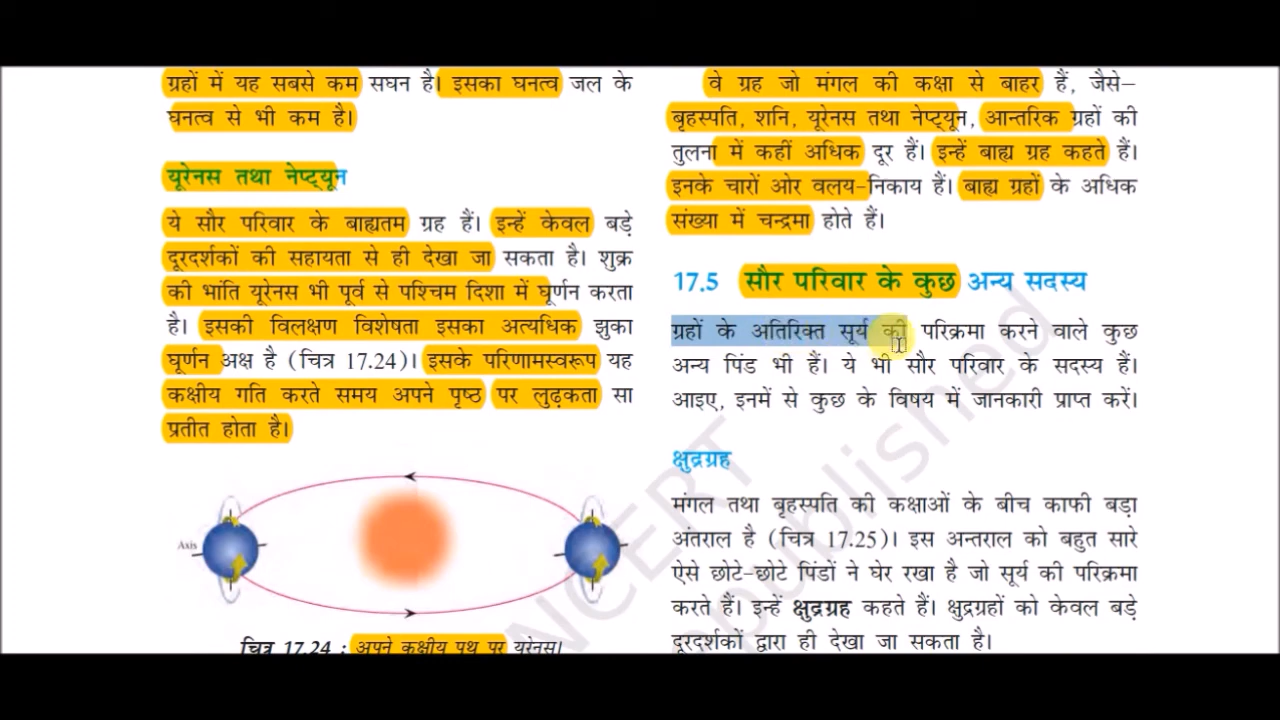 ग्रहों में यह सबसे कम सघन है। इसका घनत्व जल के
घनत्व से भी कम है।
यूरेनस तथा नेप्ट्यून
ये सौर परिवार के बाह्यतम ग्रह हैं। इन्हें केवल बड़े
दूरदर्शकों की सहायता से ही देखा जा सकता है। शुक्र
की भांति यूरेनस भी पूर्व से पश्चिम दिशा में घूर्णन करता
है। इसकी विलक्षण विशेषता इसका अत्यधिक झुका
घूर्णन अक्ष है (चित्र 17.24)। इसके परिणामस्वरूप यह
कक्षीय गति करते समय अपने पृष्ठ पर लुढ़कता सा
प्रतीत होता है।
Axis
चित्र 17.24 : अपने कक्षीय पथ पर यूरेनस।
वे ग्रह जो मंगल की कक्षा से बाहर हैं, जैसे–
बृहस्पति, शनि, यूरेनस तथा नेप्ट्यून, आन्तरिक ग्रहों की
तुलना में कहीं अधिक दूर हैं। इन्हें बाह्य ग्रह कहते हैं।
इनके चारों ओर वलय-निकाय हैं। बाह्य ग्रहों के अधिक
संख्या में चन्द्रमा होते हैं।
17.5 सौर परिवार के कुछ अन्य सदस्य
ग्रहों के अतिरिक्त सूर्य की परिक्रमा करने वाले कुछ
अन्य पिंड भी हैं। ये भी सौर परिवार के सदस्य हैं।
आइए, इनमें से कुछ के विषय में जानकारी प्राप्त करें।
क्षुद्रग्रह
मंगल तथा बृहस्पति की कक्षाओं के बीच काफी बड़ा
अंतराल है (चित्र 17.25)। इस अन्तराल को बहुत सारे
ऐसे छोटे-छोटे पिंडों ने घेर रखा है जो सूर्य की परिक्रमा
करते हैं। इन्हें क्षुद्रग्रह कहते हैं। क्षुद्रग्रहों को केवल बड़े
दूरदर्शकों द्वारा ही देखा जा सकता है।
NCERT
published